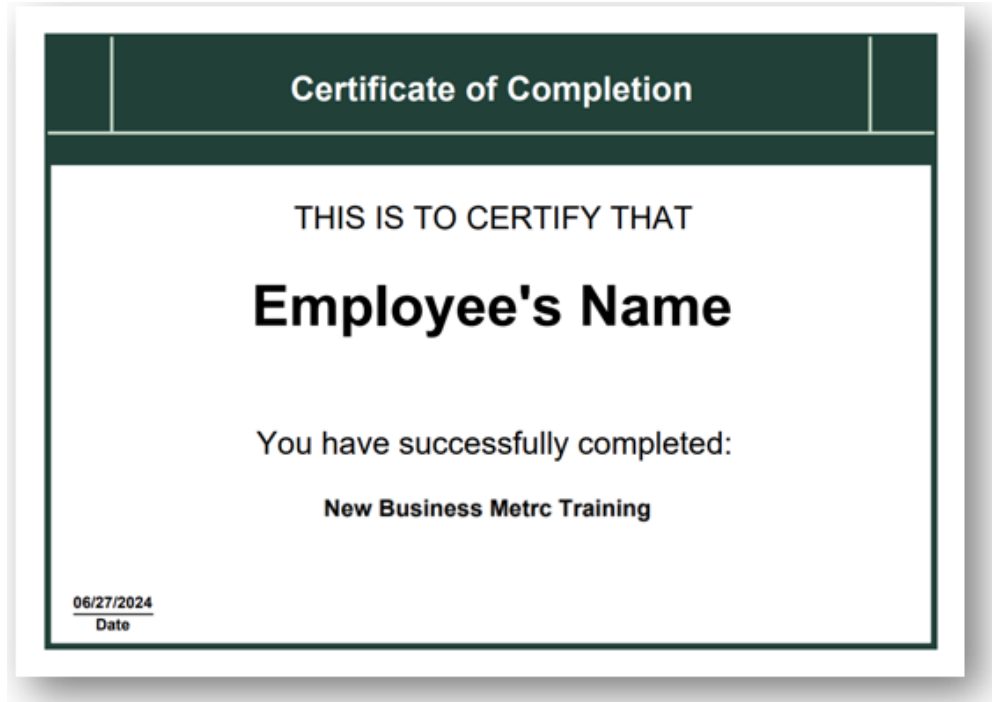 Certificate of Completion
THIS IS TO CERTIFY THAT
Employee's Name
You have successfully completed:
New Business Metrc Training
06/27/2024
Date